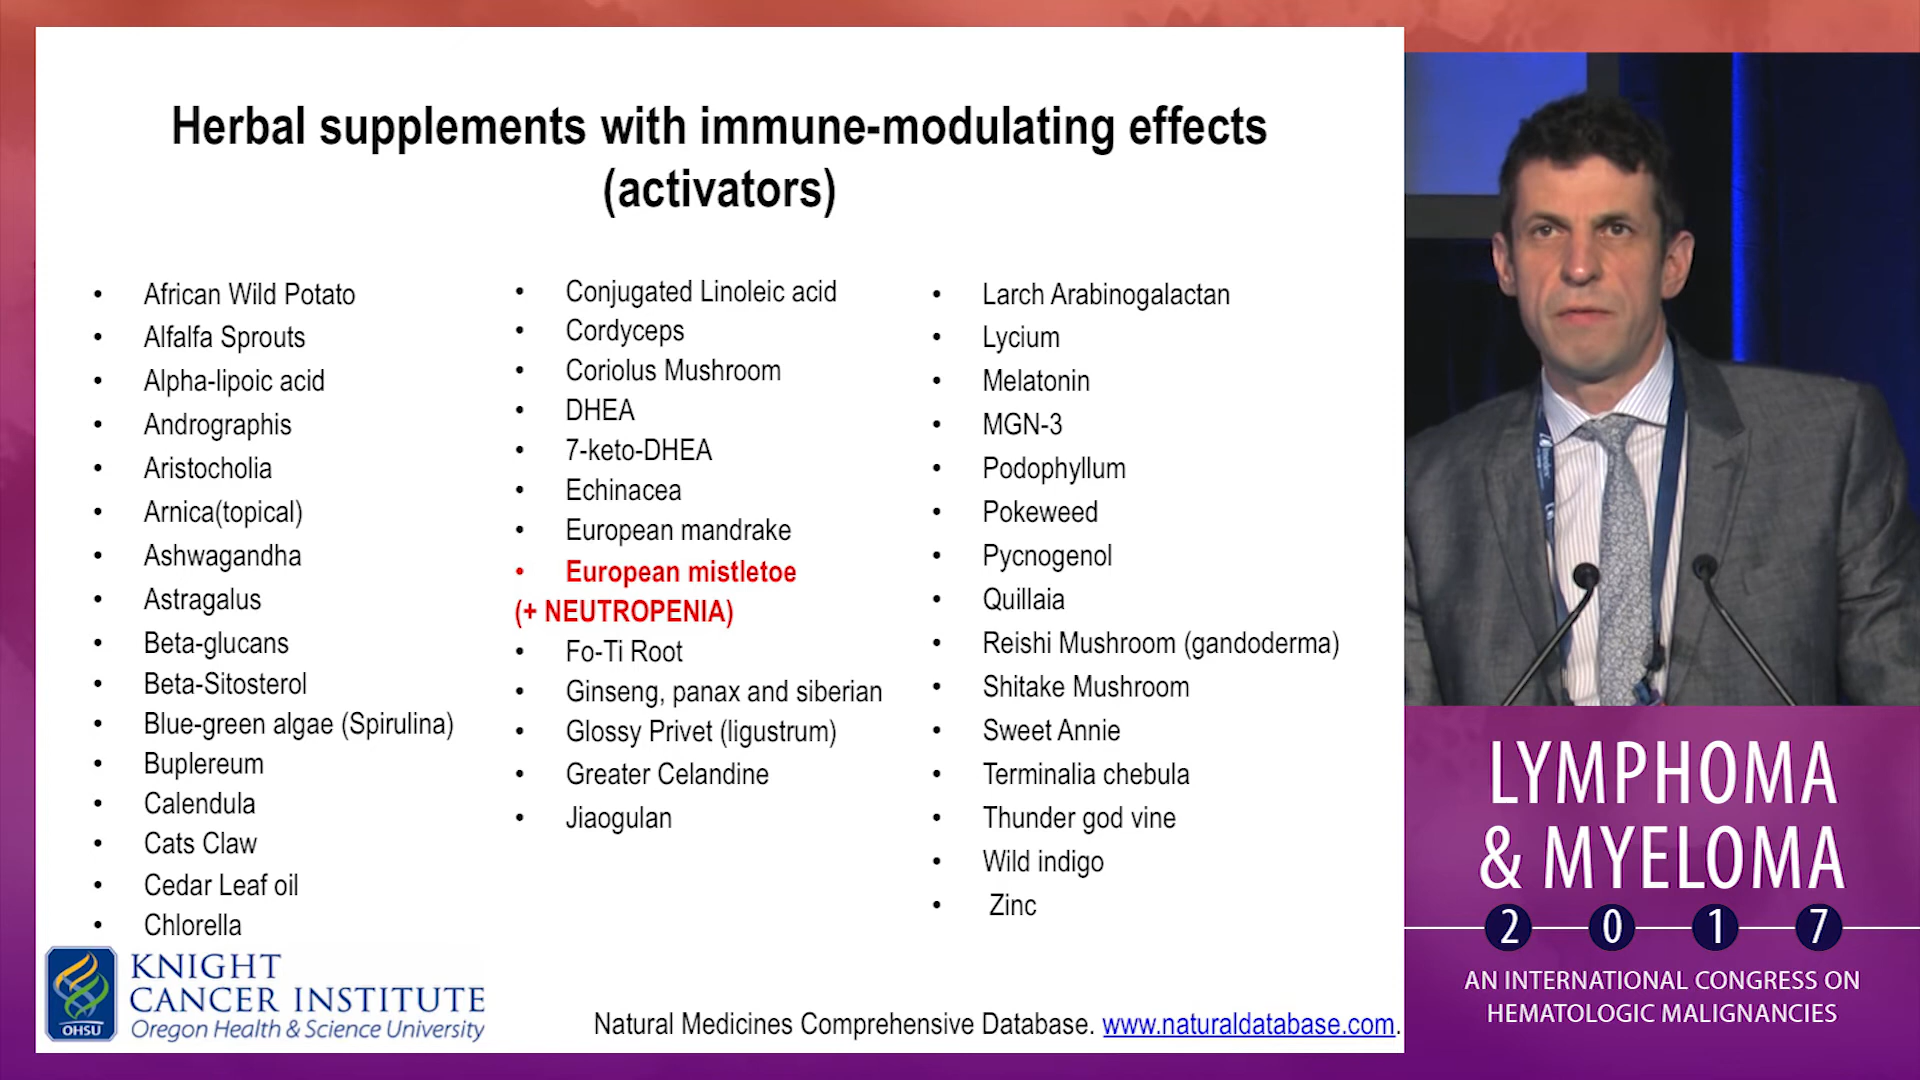 Herbal supplements with immune-modulating effects
(activators)
• African Wild Potato
• Alfalfa Sprouts
• Alpha-lipoic acid
• Andrographis
• Aristocholia
• Arnica(topical)
• Ashwagandha
• Astragalus
• Beta-glucans
• Beta-Sitosterol
• Blue-green algae (Spirulina)
• Buplereum
• Calendula
• Cats Claw
• Cedar Leaf oil
• Chlorella
• Conjugated Linoleic acid
• Cordyceps
• Coriolus Mushroom
• DHEA
• 7-keto-DHEA
• Echinacea
• European mandrake
• European mistletoe
(+ NEUTROPENIA)
• Fo-Ti Root
• Ginseng, panax and siberian
• Glossy Privet (ligustrum)
• Greater Celandine
• Jiaogulan
• Larch Arabinogalactan
• Lycium
• Melatonin
• MGN-3
• Podophyllum
• Pokeweed
• Pycnogenol
• Quillaia
• Reishi Mushroom (gandoderma)
• Shitake Mushroom
• Sweet Annie
• Terminalia chebula
• Thunder god vine
• Wild indigo
• Zinc
OHSU
KNIGHT
CANCER INSTITUTE
Oregon Health & Science University
Natural Medicines Comprehensive Database. www.naturaldatabase.com.
LYMPHOMA
& MYELOMA
2017
AN INTERNATIONAL CONGRESS ON
HEMATOLOGIC MALIGNANCIES